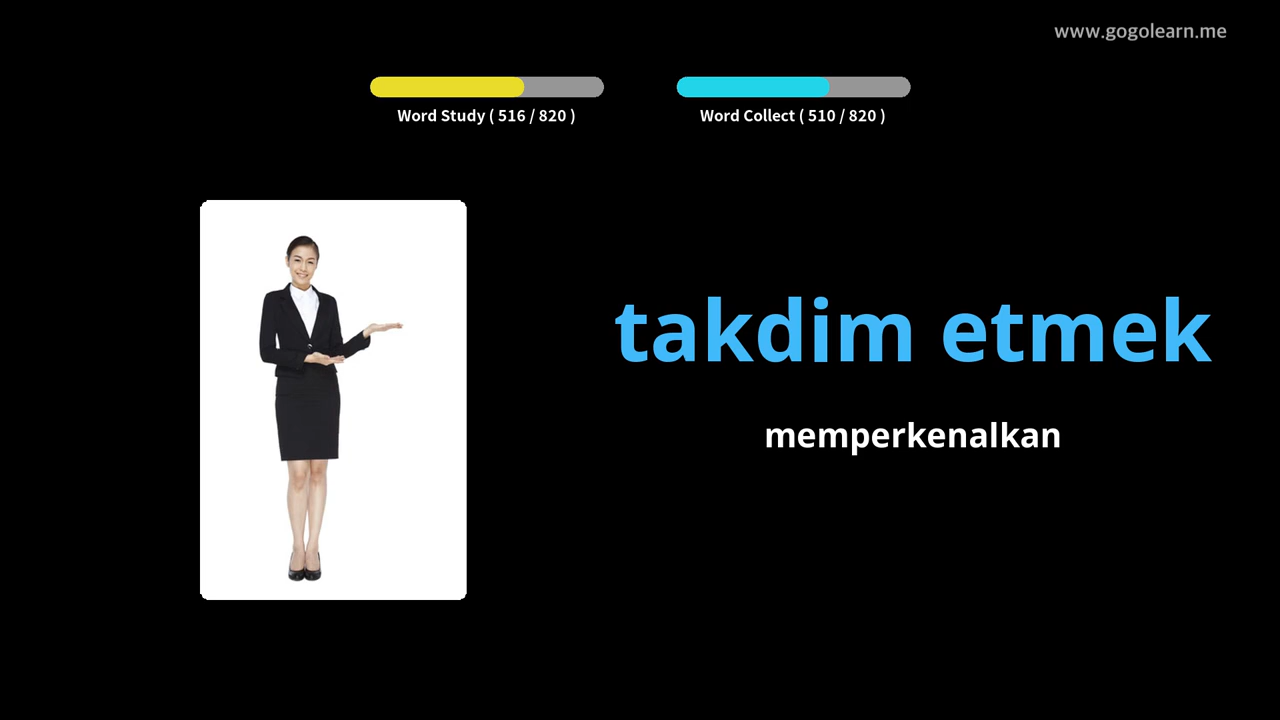 www.gogolearn.me
Word Study ( 516 / 820 )
Word Collect ( 510 / 820 )
takdim etmek
memperkenalkan